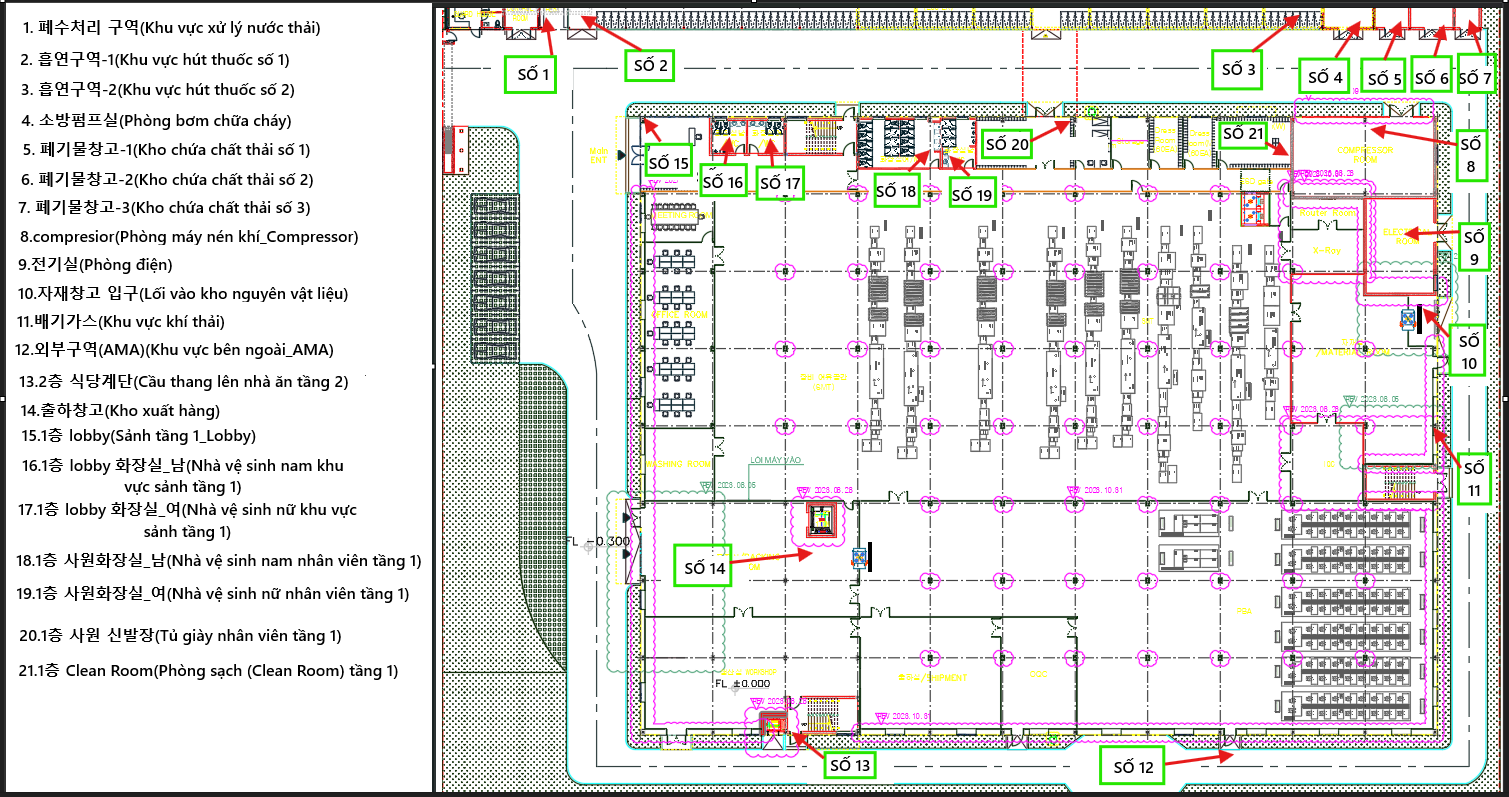 1. 폐수처리 구역(Khu vực xử lý nước thải)
2. 흡연구역-1(Khu vực hút thuốc số 1)
3. 흡연구역-2(Khu vực hút thuốc số 2)
4. 소방펌프실(Phòng bơm chữa cháy)
5. 폐기물창고-1(Kho chứa chất thải số 1)
6. 폐기물창고-2(Kho chứa chất thải số 2)
7. 폐기물창고-3(Kho chứa chất thải số 3)
8.compresior(Phòng máy nén khí_Compressor)
9.전기실(Phòng điện)
10.자재창고 입구(Lối vào kho nguyên vật liệu)
11.배기가스(Khu vực khí thải)
12.외부구역(AMA)(Khu vực bên ngoài_AMA)
13.2층 식당계단(Cầu thang lên nhà ăn tầng 2)
14.출하창고(Kho xuất hàng)
15.1층 lobby(Sảnh tầng 1_Lobby)
16.1층 lobby 화장실_남(Nhà vệ sinh nam khu
vực sảnh tầng 1)
17.1층 lobby 화장실_여(Nhà vệ sinh nữ khu vực
sảnh tầng 1)
18.1층 사원화장실_남(Nhà vệ sinh nam nhân viên tầng 1)
19.1층 사원화장실_여(Nhà vệ sinh nữ nhân viên tầng 1)
20.1층 사원 신발장(Tủ giày nhân viên tầng 1)
21.1층 Clean Room(Phòng sạch (Clean Room) tầng 1)
SỐ 1
SỐ 2
SỐ 3
SỐ 4
SỐ 5
SỐ 6
SỐ 7
SỐ 15
SỐ 16
SỐ 17
SỐ 18
SỐ 19
SỐ 20
SỐ 21
SỐ
8
COMPRESSOR
ROOM
Main
ENT
SỐ
9
X-Ray
SỐ
10
SỐ
11
LỐI MÁY VÀO
2023.10.31
FL -0.300
SỐ 14
FL ±0.000
2023.10.31
OQC
SỐ 13
SỐ 12